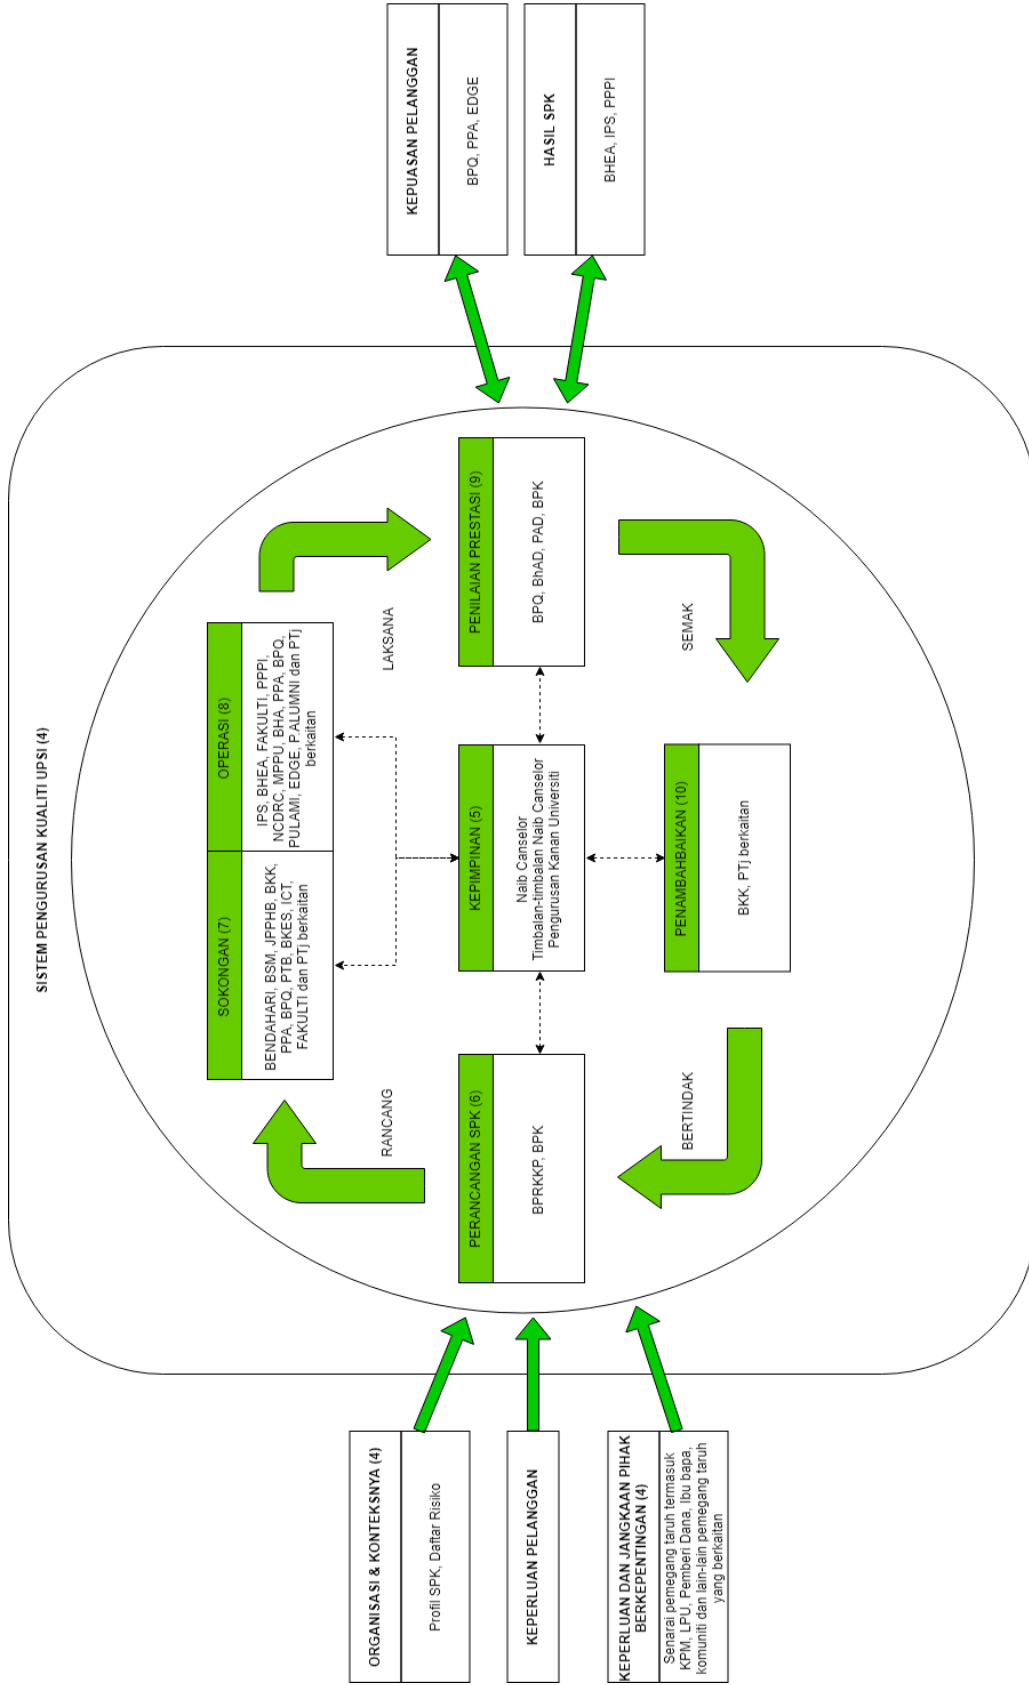 SISTEM PENGURUSAN KUALITI UPSI (4)
ORGANISASI & KONTEKSNYA (4)
Profil SPK, Daftar Risiko
KEPERLUAN PELANGGAN
KEPERLUAN DAN JANGKAAN PIHAK
BERKEPENTINGAN (4)
Senarai pemegang taruh termasuk
KPM, LPU, Pemberi Dana, Ibu bapa,
komuniti dan lain-lain pemegang taruh
yang berkaitan
SOKONGAN (7)
BENDAHARI, BSM, JPPHB, BKK,
PPA, BPQ, PTB, BKES, ICT,
FAKULTI dan PTj berkaitan
OPERASI (8)
IPS, BHEA, FAKULTI, PPPI,
NCDRC, MPPU, BHA, PPA, BPQ,
PULAMI, EDGE, P.ALUMNI dan PTj
berkaitan
RANCANG
LAKSANA
PERANCANGAN SPK (6)
BPRKKP, BPK
KEPIMPINAN (5)
Naib Canselor
Timbalan-timbalan Naib Canselor
Pengurusan Kanan Universiti
PENILAIAN PRESTASI (9)
BPQ, BhAD, PAD, BPK
BERTINDAK
SEMAK
PENAMBAHBAIKAN (10)
BKK, PTj berkaitan
KEPUASAN PELANGGAN
BPQ, PPA, EDGE
HASIL SPK
BHEA, IPS, PPPI